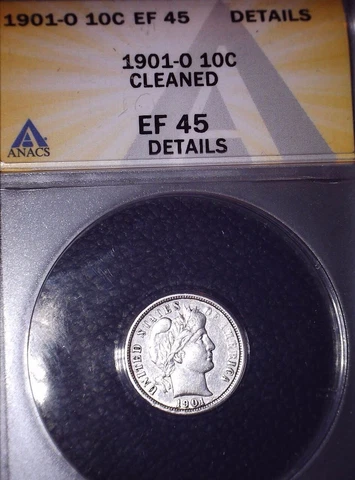 1901-O 10C EF 45 DETAILS
1901-O 10C
CLEANED
EF 45
DETAILS
ANACS
UNITED STATES OF AMERICA
1901